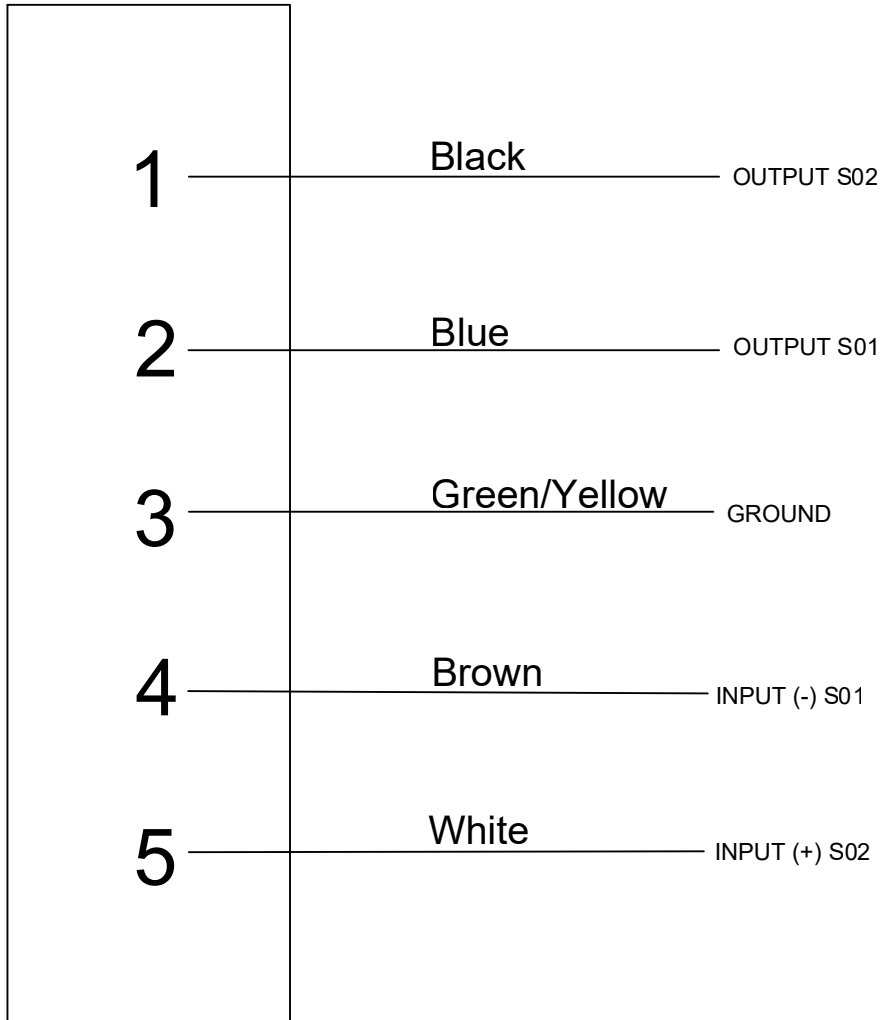 1 Black OUTPUT S02
2 Blue OUTPUT S01
3 Green/Yellow GROUND
4 Brown INPUT (-) S01
5 White INPUT (+) S02